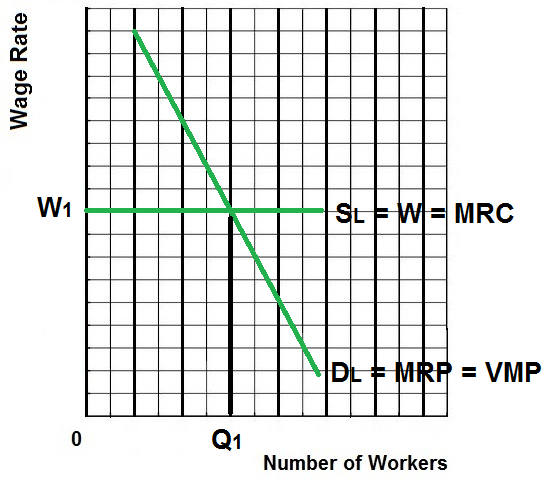 Wage Rate
W1
SL = W = MRC
DL = MRP = VMP
0
Q1
Number of Workers